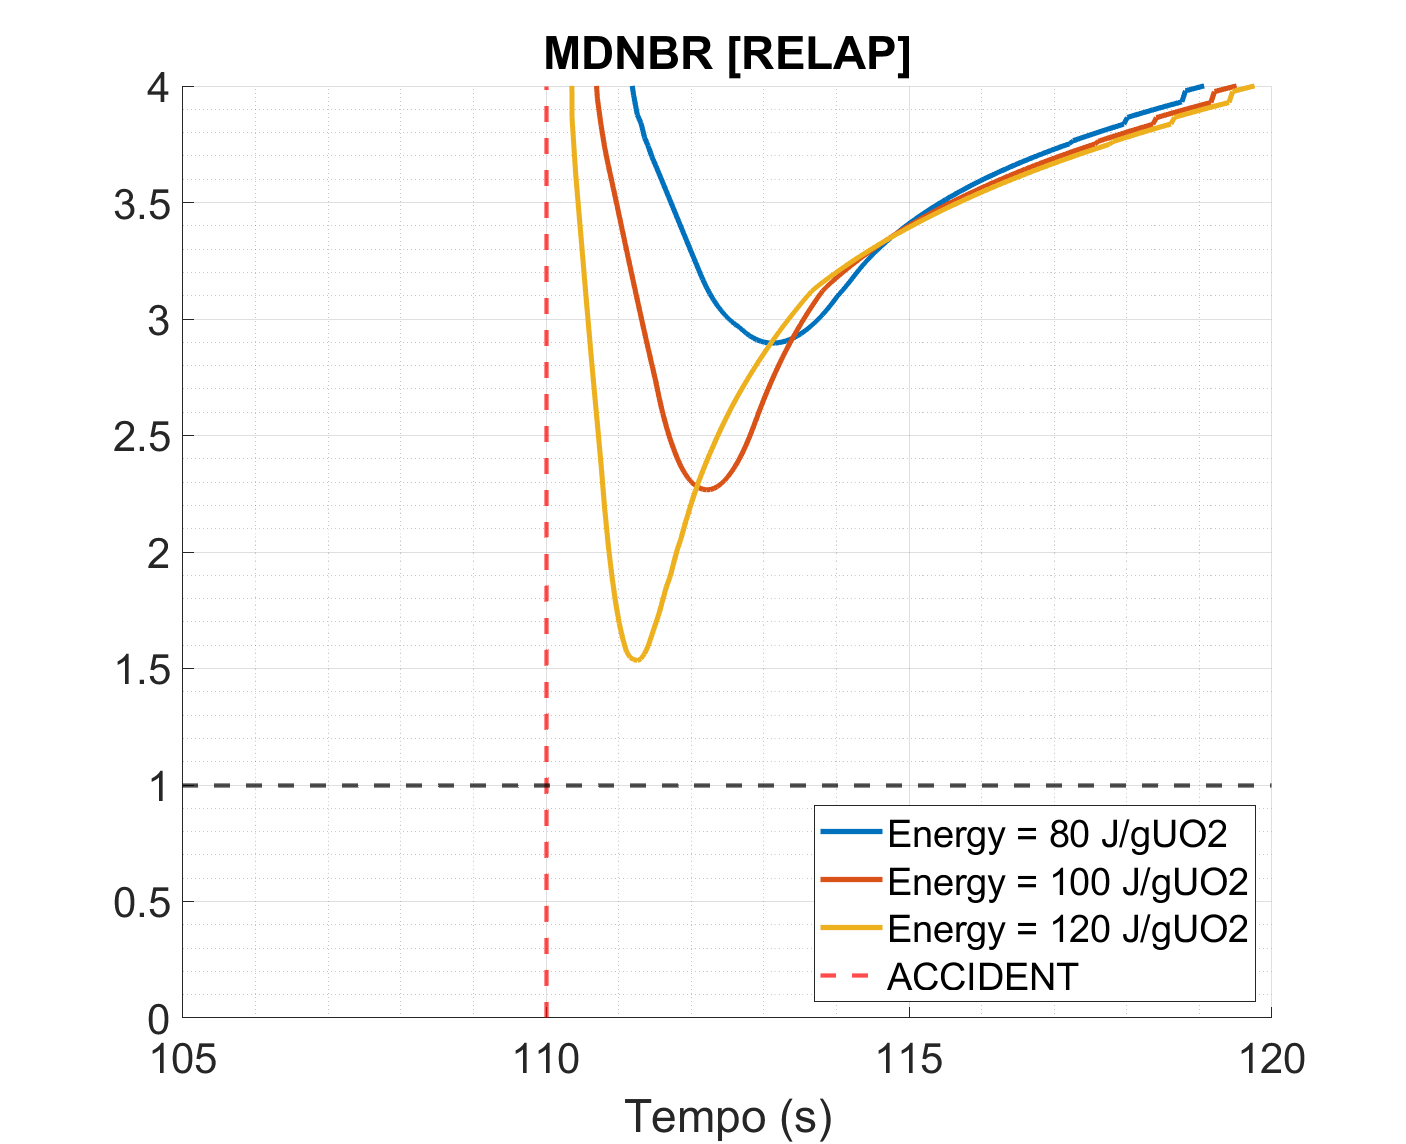 MDNBR [RELAP]
4
3.5
3
2.5
2
1.5
1
0.5
0
105
110
115
120
Tempo (s)
Energy = 80 J/gUO2
Energy = 100 J/gUO2
Energy = 120 J/gUO2
ACCIDENT